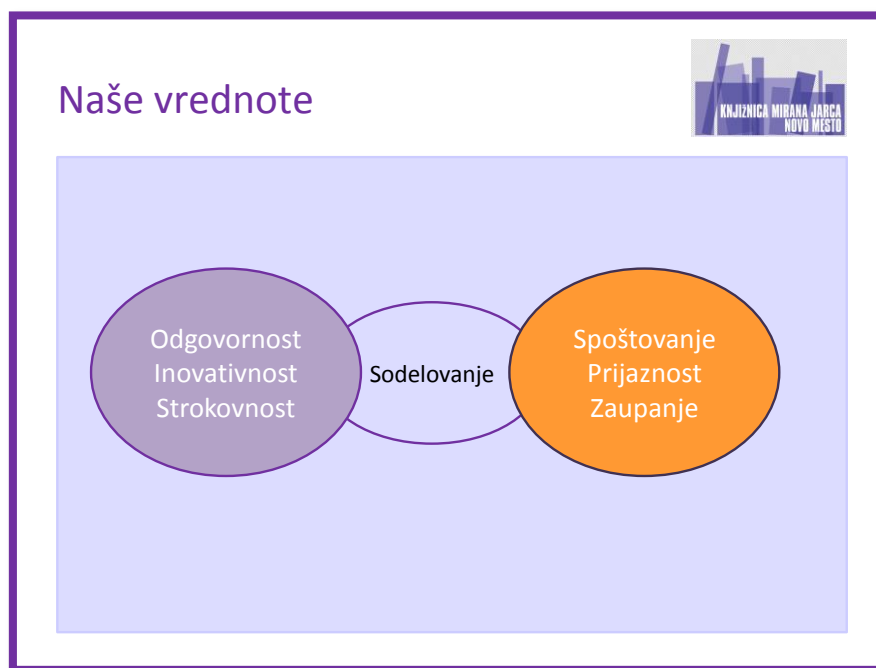 Naše vrednote
KNJIŽNICA MIRANA JARCA
NOVO MESTO
Odgovornost
Inovativnost
Strokovnost
Sodelovanje
Spoštovanje
Prijaznost
Zaupanje